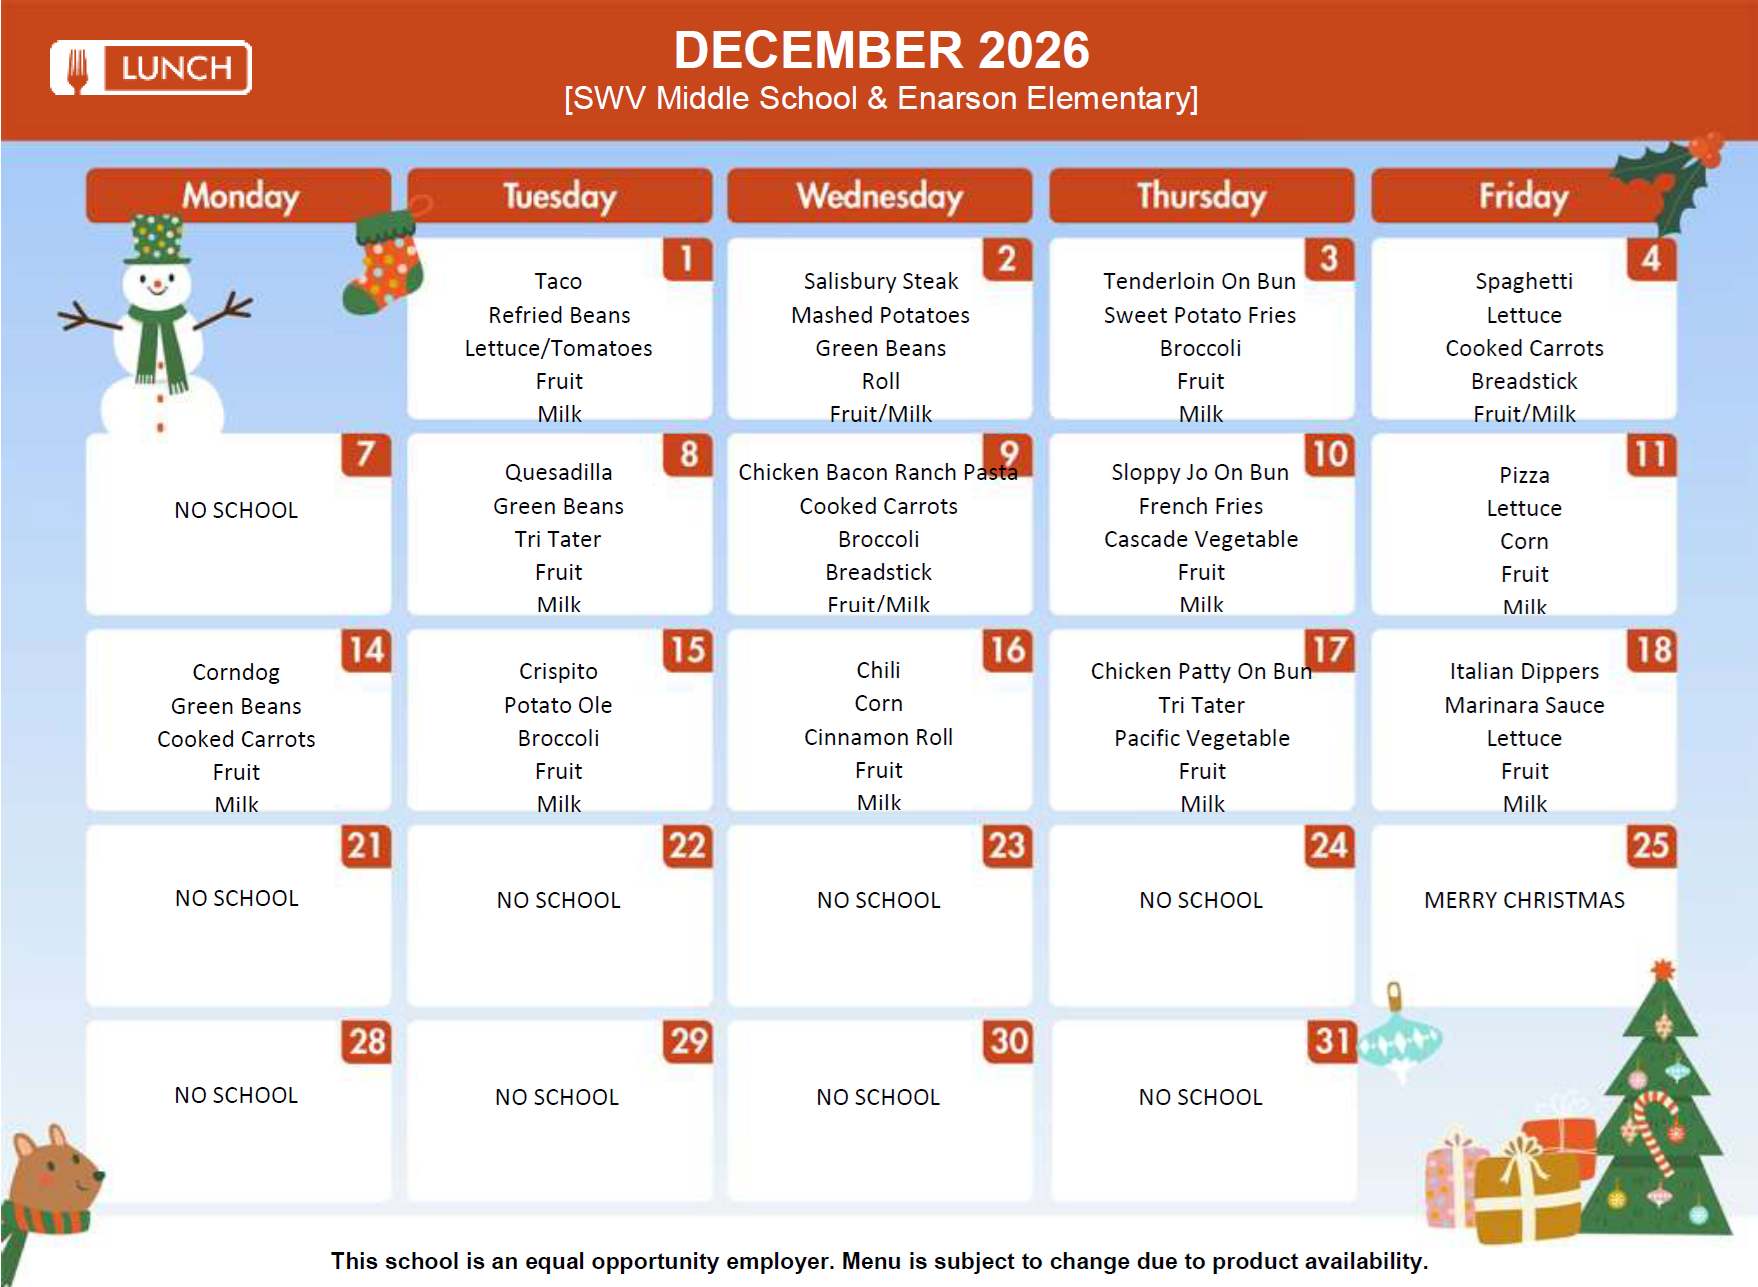 LUNCH
DECEMBER 2026
[SWV Middle School & Enarson Elementary]
Monday
Tuesday
Wednesday
Thursday
Friday
1
Taco
Refried Beans
Lettuce/Tomatoes
Fruit
Milk
2
Salisbury Steak
Mashed Potatoes
Green Beans
Roll
Fruit/Milk
3
Tenderloin On Bun
Sweet Potato Fries
Broccoli
Fruit
Milk
4
Spaghetti
Lettuce
Cooked Carrots
Breadstick
Fruit/Milk
7
NO SCHOOL
8
Quesadilla
Green Beans
Tri Tater
Fruit
Milk
9
Chicken Bacon Ranch Pasta
Cooked Carrots
Broccoli
Breadstick
Fruit/Milk
10
Sloppy Jo On Bun
French Fries
Cascade Vegetable
Fruit
Milk
11
Pizza
Lettuce
Corn
Fruit
Milk
14
Corndog
Green Beans
Cooked Carrots
Fruit
Milk
15
Crispito
Potato Ole
Broccoli
Fruit
Milk
16
Chili
Corn
Cinnamon Roll
Fruit
Milk
17
Chicken Patty On Bun
Tri Tater
Pacific Vegetable
Fruit
Milk
18
Italian Dippers
Marinara Sauce
Lettuce
Fruit
Milk
21
NO SCHOOL
22
NO SCHOOL
23
NO SCHOOL
24
NO SCHOOL
25
MERRY CHRISTMAS
28
NO SCHOOL
29
NO SCHOOL
30
NO SCHOOL
31
NO SCHOOL
This school is an equal opportunity employer. Menu is subject to change due to product availability.